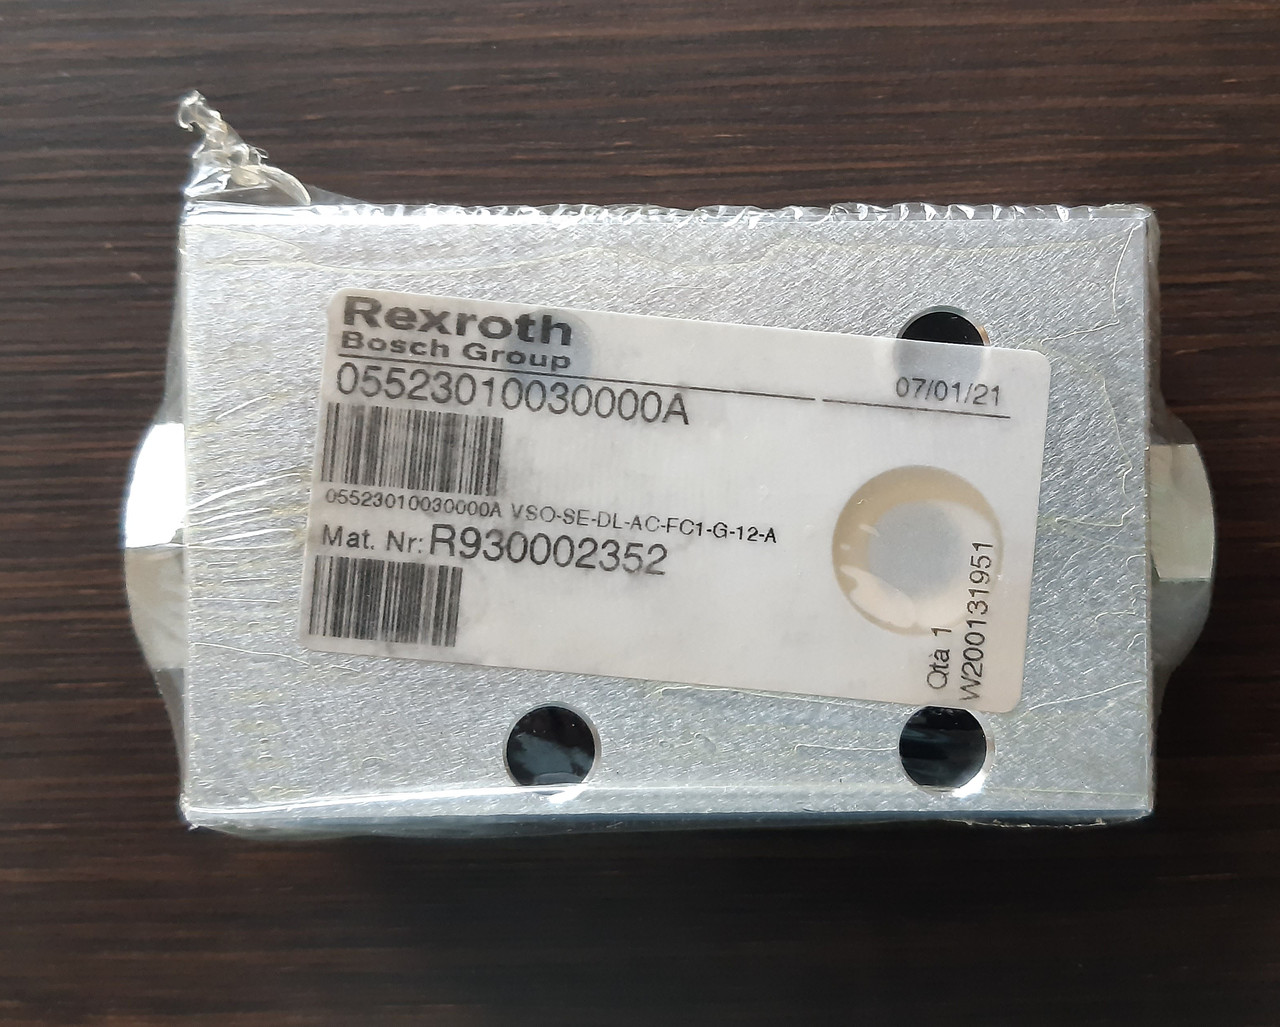 Rexroth
Bosch Group
07/01/21
05523010030000A
05523010030000A VSO-SE-DL-AC-FC1-G-12-A
Mat. Nr: R930002352
Qtà 1
W200131951